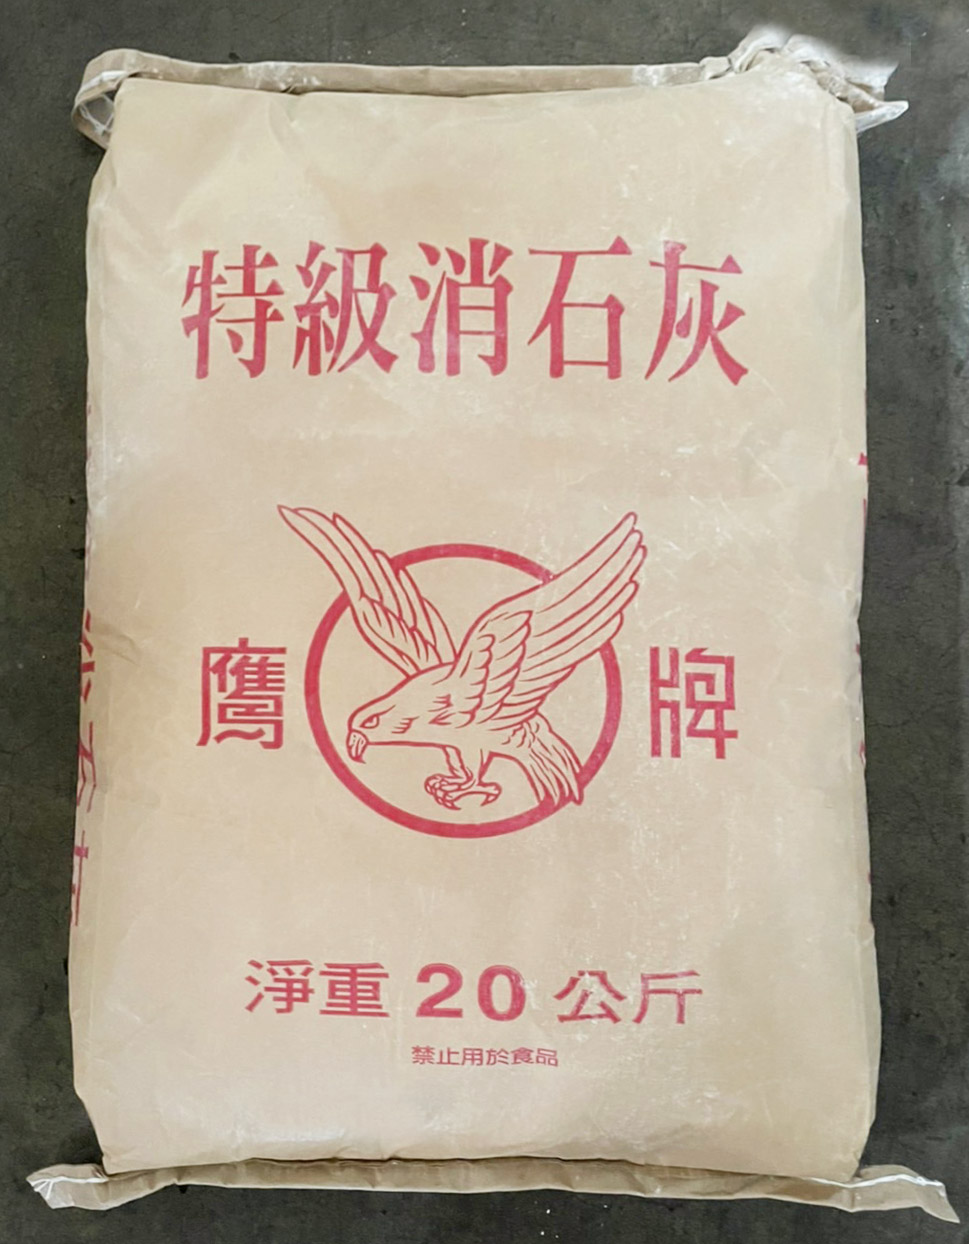 特級消石灰
鷹 牌
淨重 20 公斤
禁止用於食品